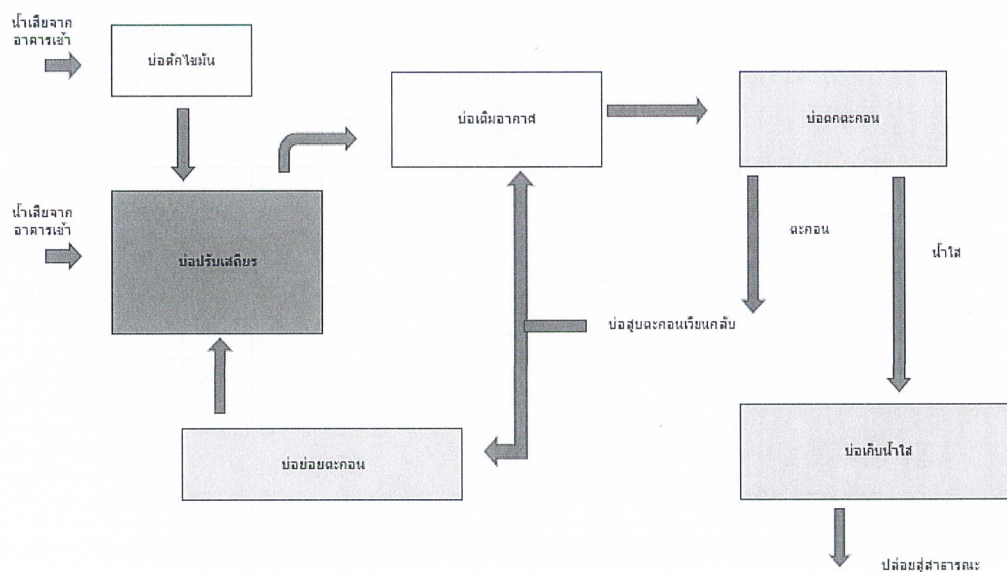 น้ำเสียจาก
อาคารเช้า
บ่อดักไขมัน
บ่อเติมอากาศ
บ่อตกตะกอน
น้ำเสียจาก
อาคารเช้า
บ่อปรับเสถียร
ตะกอน
น้ำใส
บ่อสูบตะกอนเวียนกลับ
บ่อย่อยตะกอน
บ่อเก็บน้ำใส
ปล่อยสู่สาธารณะ